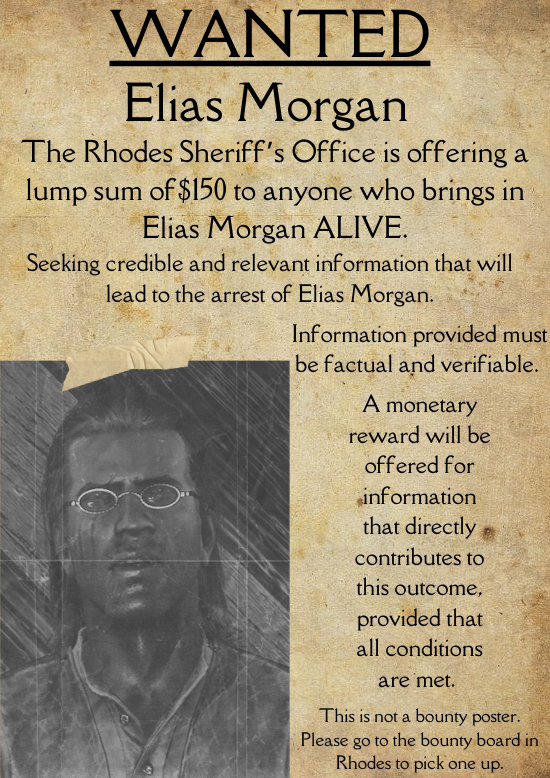 WANTED
Elias Morgan
The Rhodes Sheriff's Office is offering a
lump sum of $150 to anyone who brings in
Elias Morgan ALIVE.
Seeking credible and relevant information that will
lead to the arrest of Elias Morgan.
Information provided must
be factual and verifiable.
A monetary
reward will be
offered for
information
that directly
contributes to
this outcome,
provided that
all conditions
are met.
This is not a bounty poster.
Please go to the bounty board in
Rhodes to pick one up.